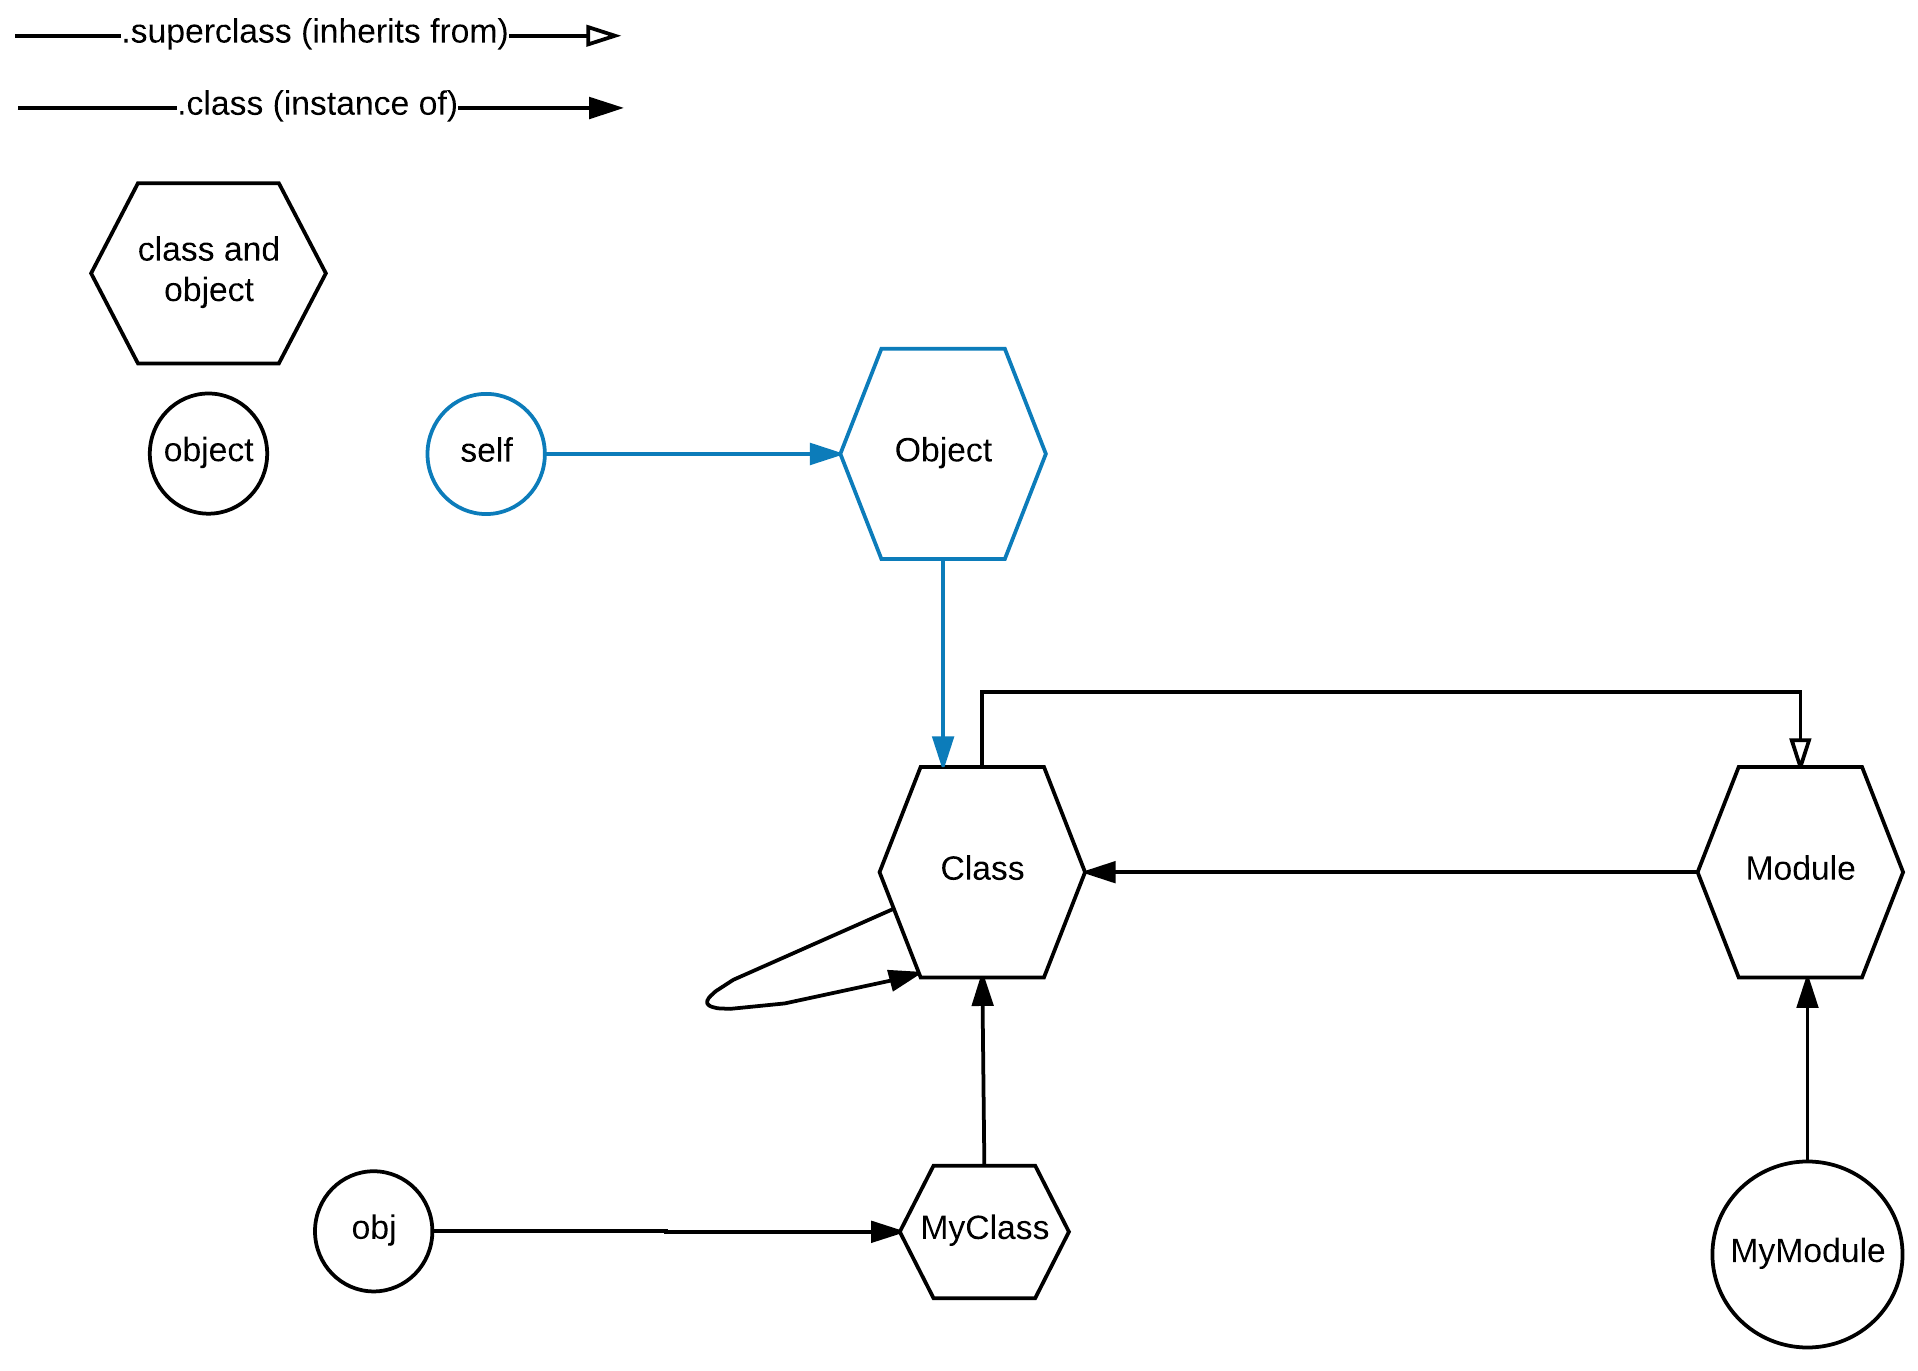 .superclass (inherits from)
.class (instance of)
class and
object
object
self
Object
Class
Module
obj
MyClass
MyModule